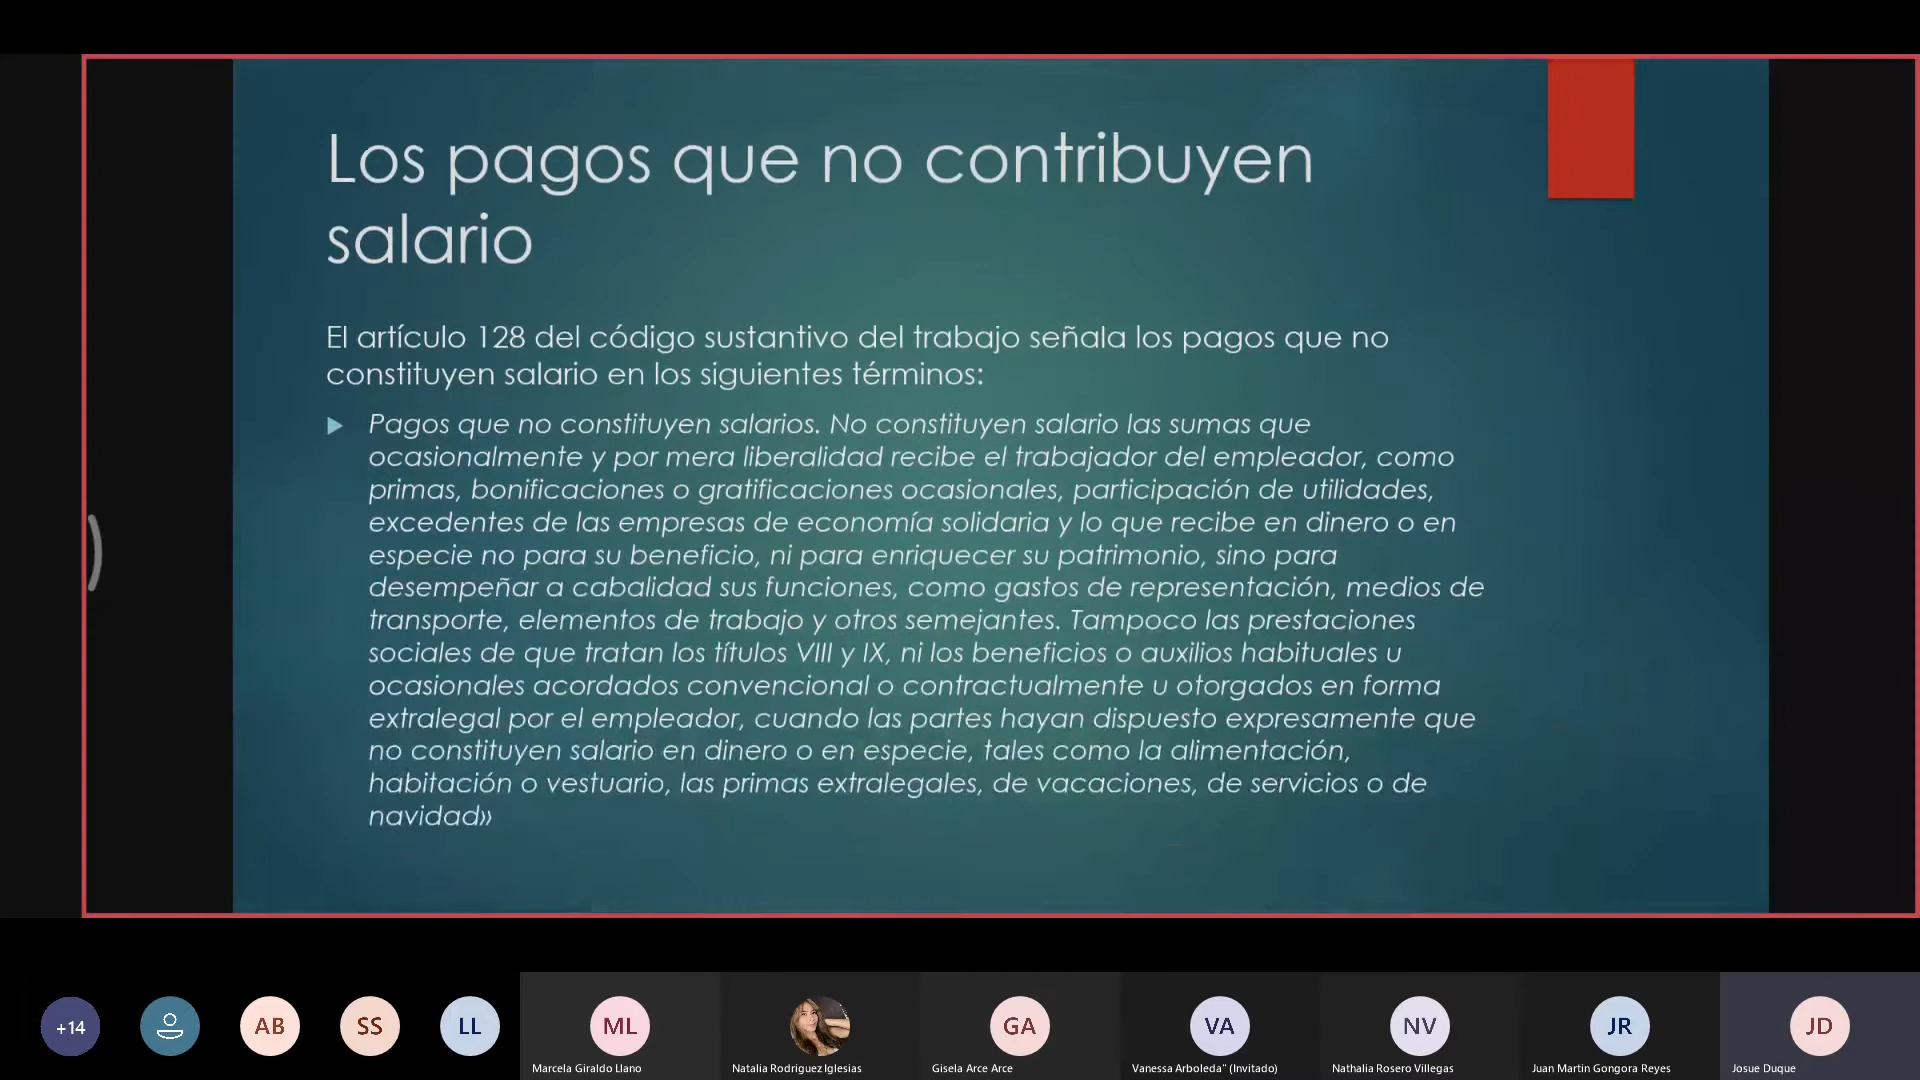 Los pagos que no contribuyen
salario
El artículo 128 del código sustantivo del trabajo señala los pagos que no
constituyen salario en los siguientes términos:
Pagos que no constituyen salarios. No constituyen salario las sumas que
ocasionalmente y por mera liberalidad recibe el trabajador del empleador, como
primas, bonificaciones o gratificaciones ocasionales, participación de utilidades,
excedentes de las empresas de economía solidaria y lo que recibe en dinero o en
especie no para su beneficio, ni para enriquecer su patrimonio, sino para
desempeñar a cabalidad sus funciones, como gastos de representación, medios de
transporte, elementos de trabajo y otros semejantes. Tampoco las prestaciones
sociales de que tratan los títulos VIII y IX, ni los beneficios o auxilios habituales u
ocasionales acordados convencional o contractualmente u otorgados en forma
extralegal por el empleador, cuando las partes hayan dispuesto expresamente que
no constituyen salario en dinero o en especie, tales como la alimentación,
habitación o vestuario, las primas extralegales, de vacaciones, de servicios o de
navidad»
+14
AB
SS
LL
ML
GA
VA
NV
JR
JD
Marcela Giraldo Llano
Natalia Rodriguez Iglesias
Gisela Arce Arce
Vanessa Arboleda" (Invitado)
Nathalia Rosero Villegas
Juan Martin Gongora Reyes
Josue Duque